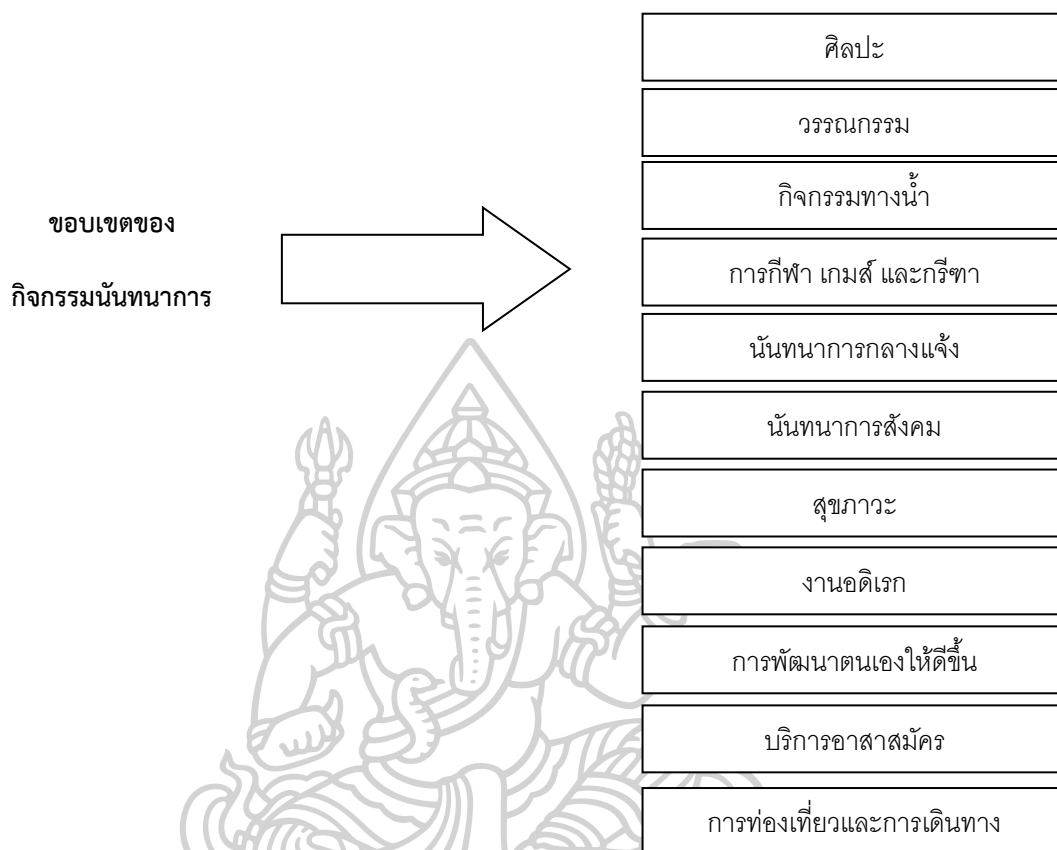 ขอบเขตของ
กิจกรรมนันทนาการ
ศิลปะ
วรรณกรรม
กิจกรรมทางน้ำ
การกีฬา เกมส์ และกรีฑา
นันทนาการกลางแจ้ง
นันทนาการสังคม
สุขภาวะ
งานอดิเรก
การพัฒนาตนเองให้ดีขึ้น
บริการอาสาสมัคร
การท่องเที่ยวและการเดินทาง